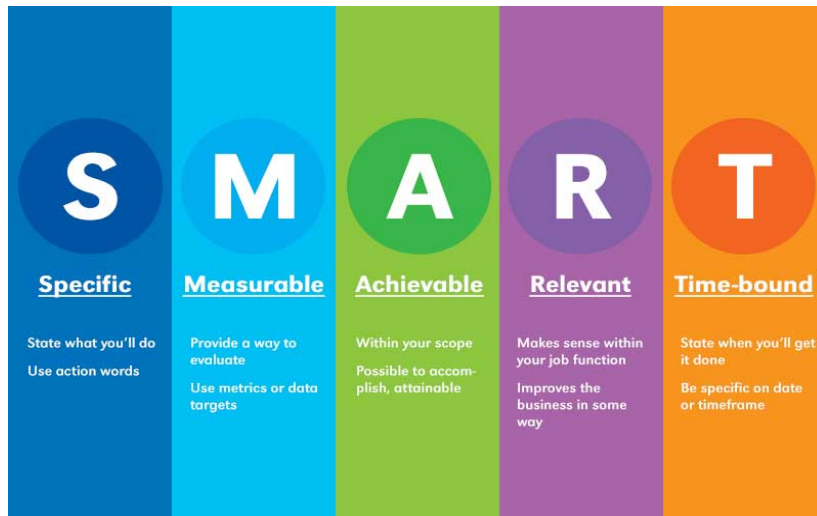 S
M
A
R
T
Specific
Measurable
Achievable
Relevant
Time-bound
State what you'll do
Use action words
Provide a way to
evaluate
Use metrics or data
targets
Within your scope
Possible to accom-
plish, attainable
Makes sense within
your job function
Improves the
business in some
way
State when you'll get
it done
Be specific on date
or timeframe